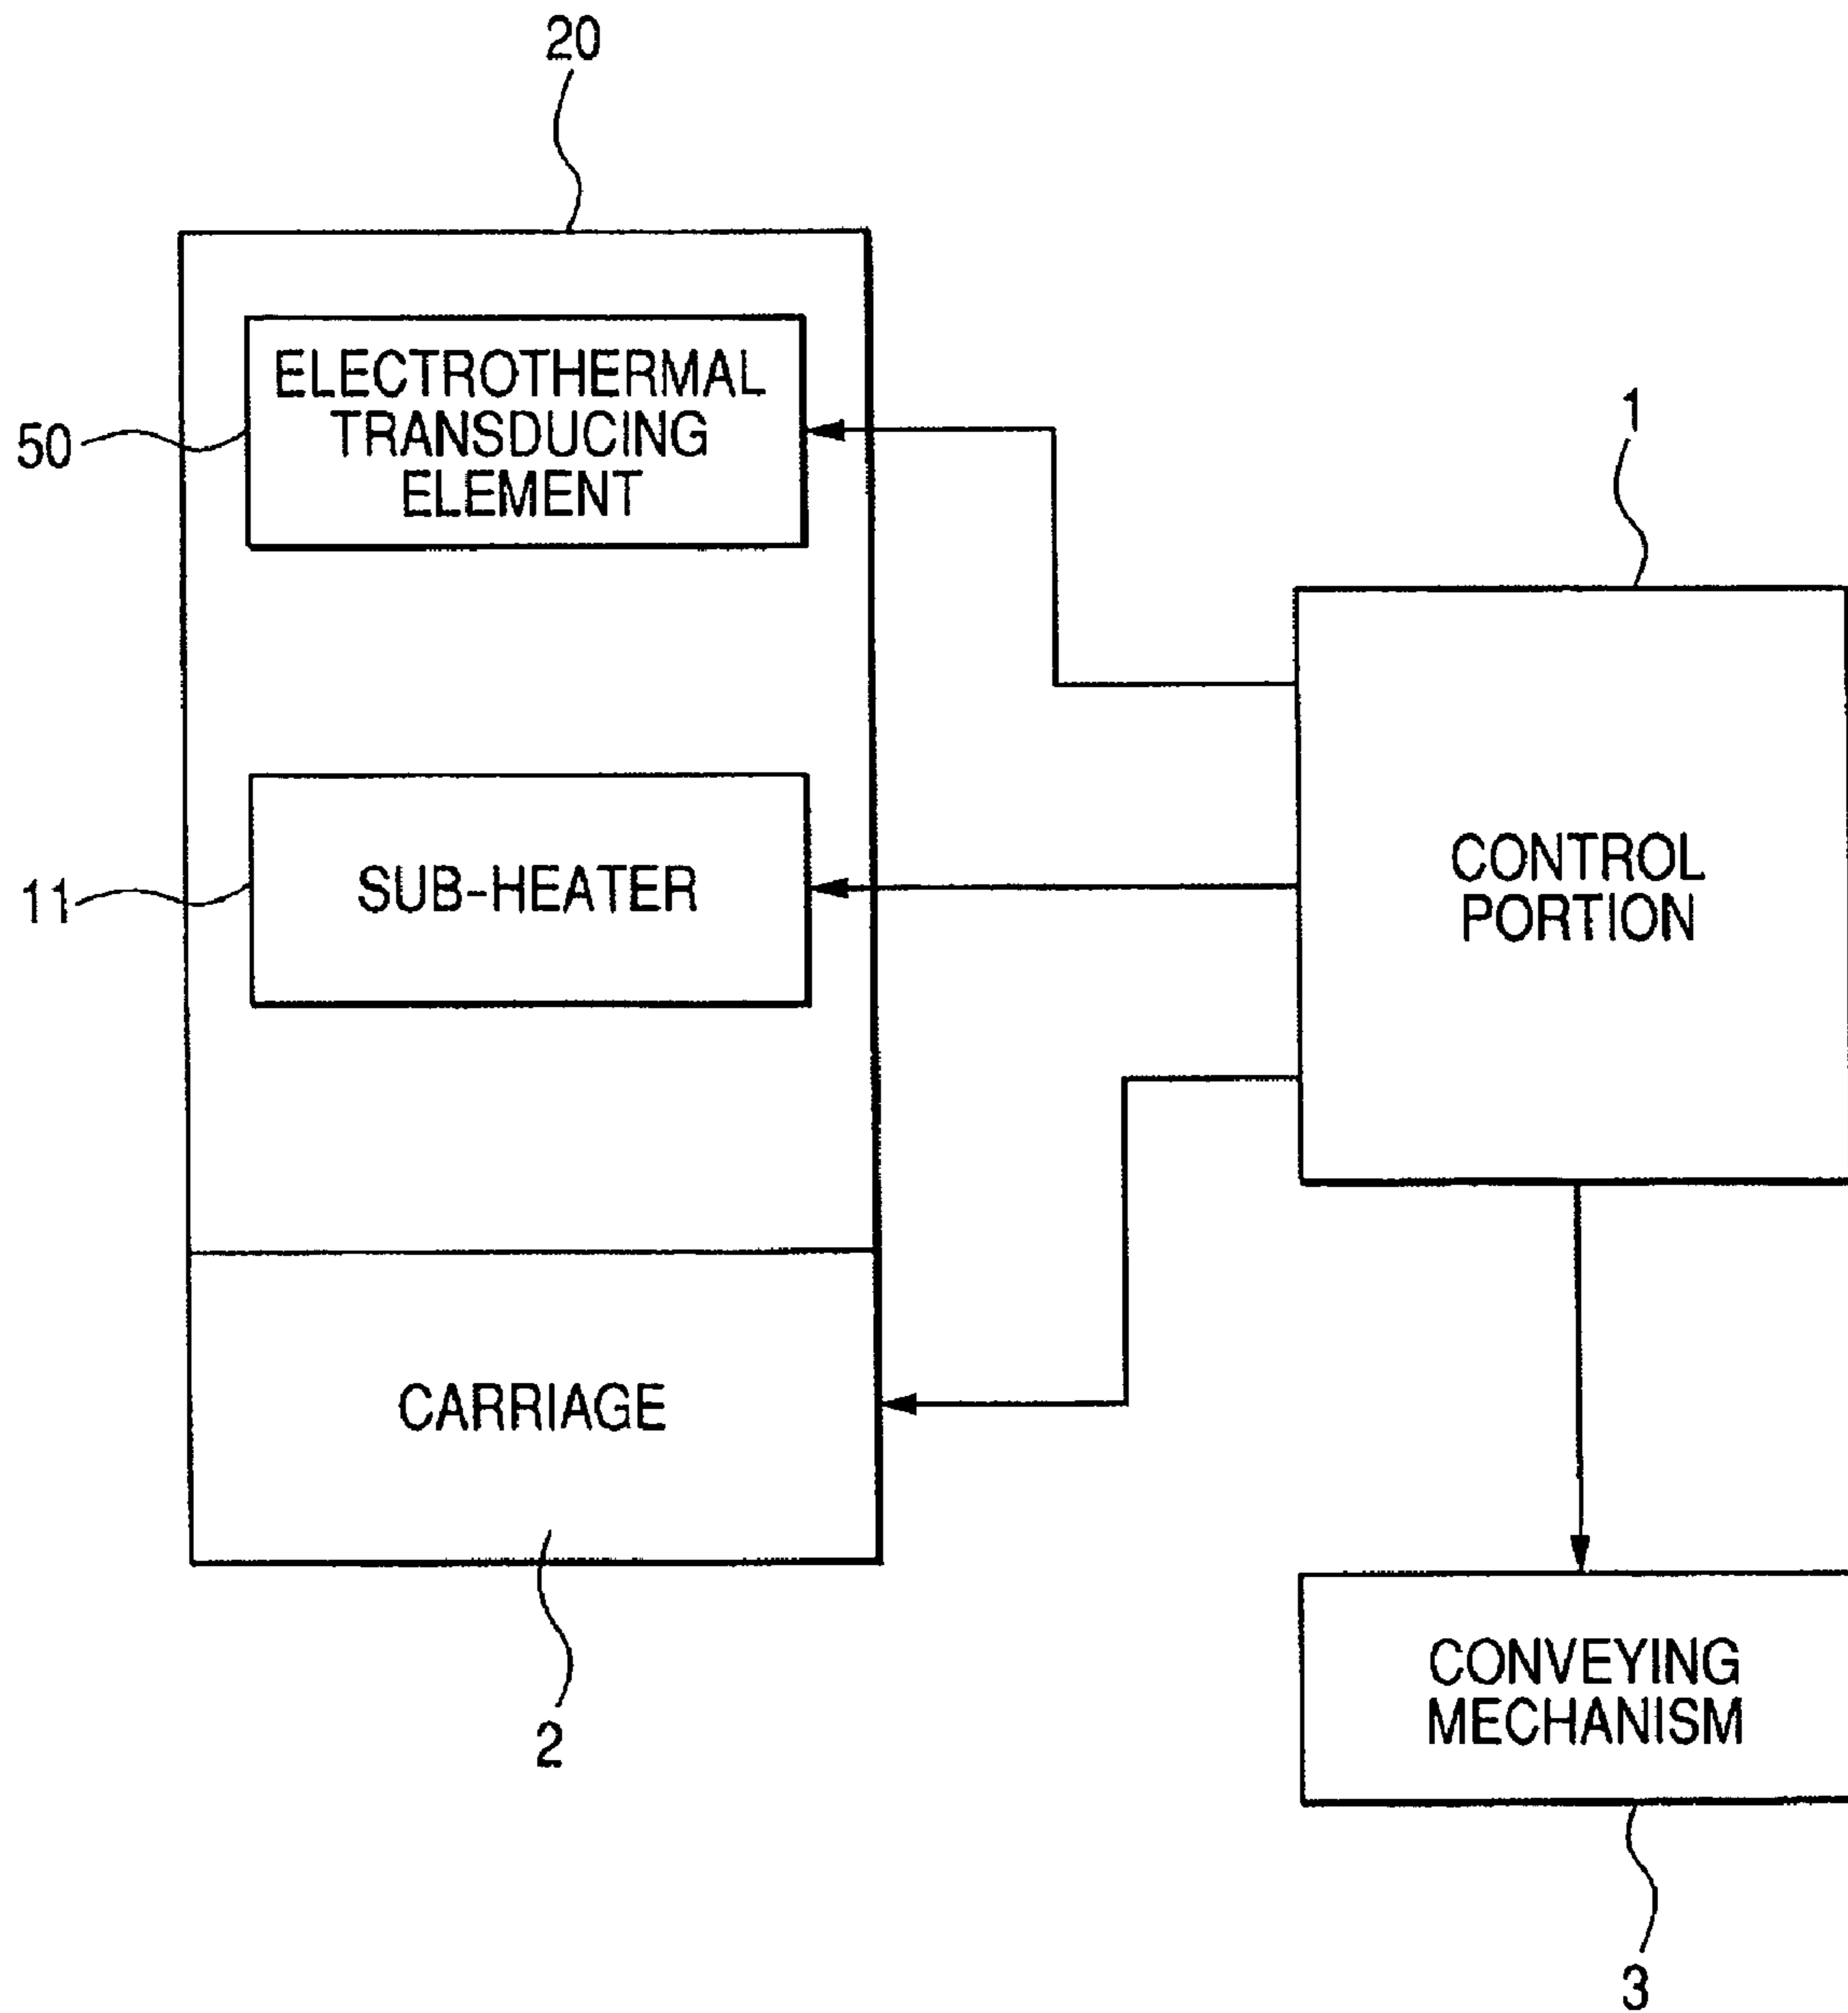 20
ELECTROTHERMAL
TRANSDUCING
ELEMENT
50
1
SUB-HEATER
11
CONTROL
PORTION
CARRIAGE
2
CONVEYING
MECHANISM
3